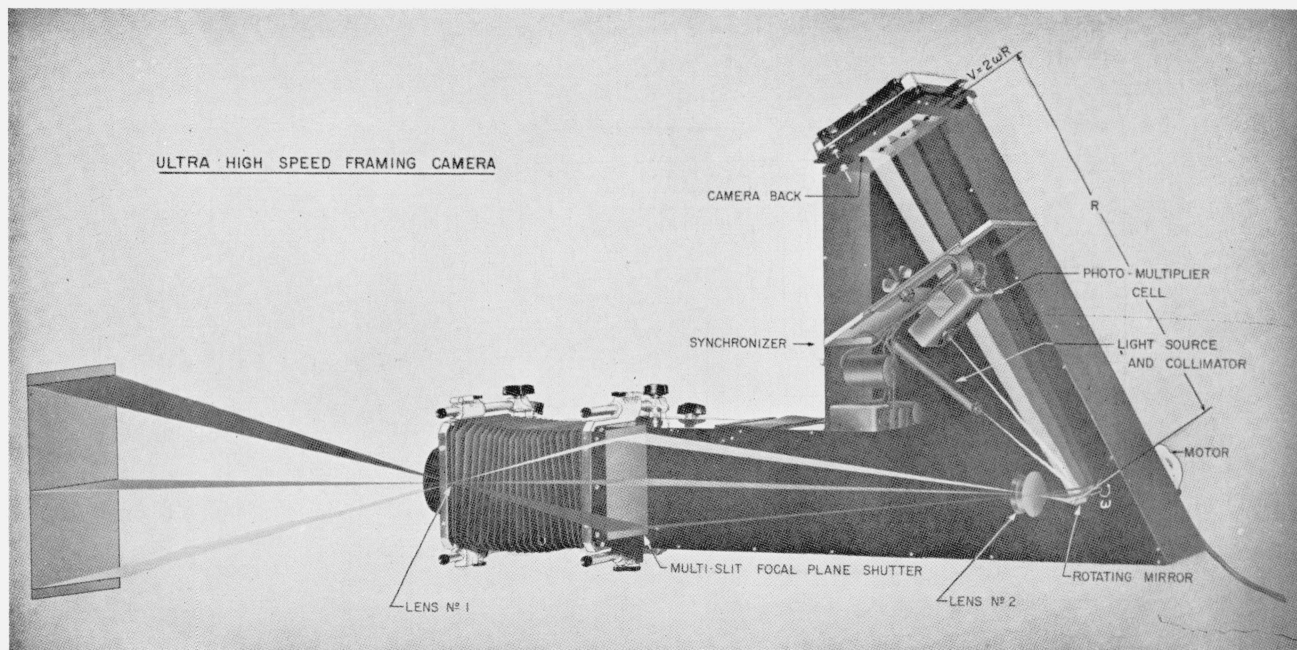 ULTRA HIGH SPEED FRAMING CAMERA
V=2ωR
CAMERA BACK
R
PHOTO-MULTIPLIER
CELL
SYNCHRONIZER
LIGHT SOURCE
AND COLLIMATOR
MOTOR
ω
MULTI-SLIT FOCAL PLANE SHUTTER
ROTATING MIRROR
LENS Nº 1
LENS Nº 2